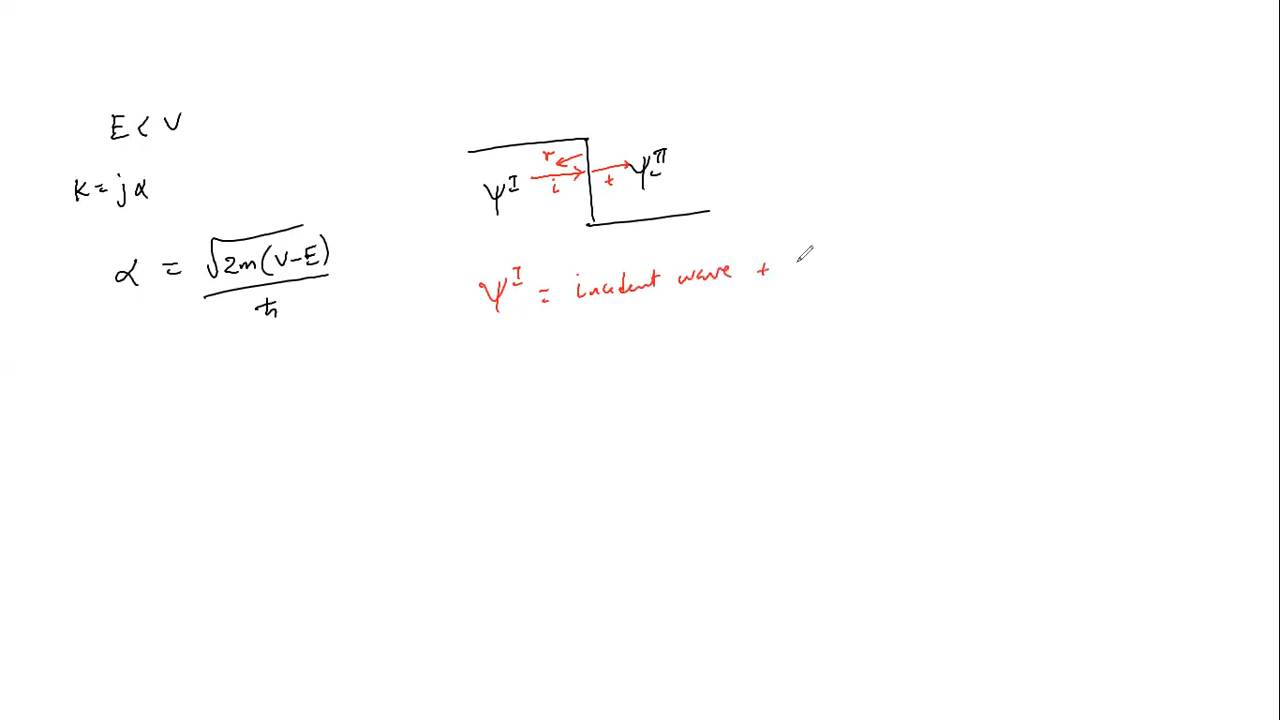 E < V
k = jα
α = √2m(V-E) / ħ
r
i
t
ψ^I
ψ^II
ψ^I = incident wave +